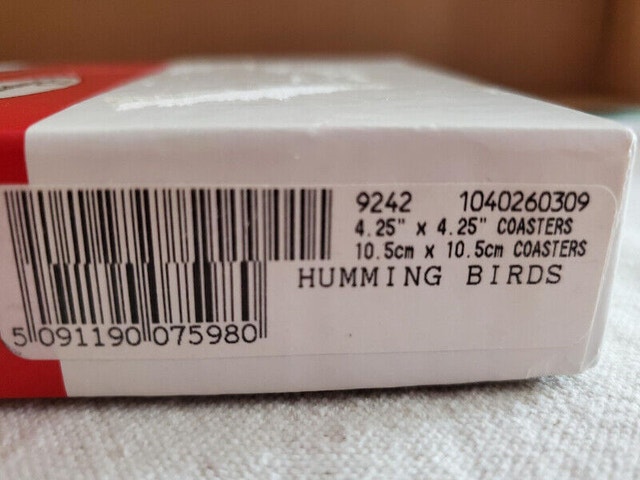 9242 1040260309
4.25" x 4.25" COASTERS
10.5cm x 10.5cm COASTERS
HUMMING BIRDS
5 091190 075980